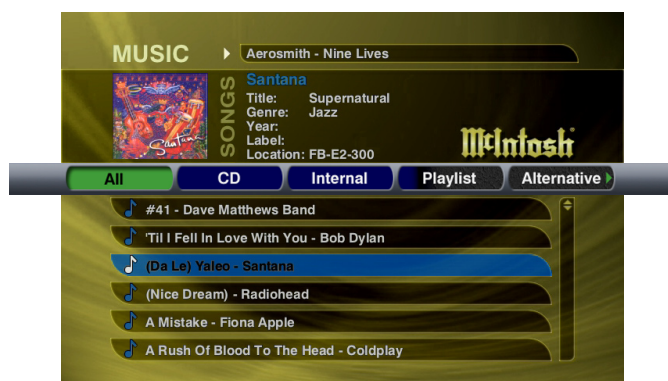 MUSIC
Aerosmith - Nine Lives
SONGS
Santana
Title: Supernatural
Genre: Jazz
Year:
Label:
Location: FB-E2-300
Santana
McIntosh
All
CD
Internal
Playlist
Alternative
#41 - Dave Matthews Band
'Til I Fell In Love With You - Bob Dylan
(Da Le) Yaleo - Santana
(Nice Dream) - Radiohead
A Mistake - Fiona Apple
A Rush Of Blood To The Head - Coldplay